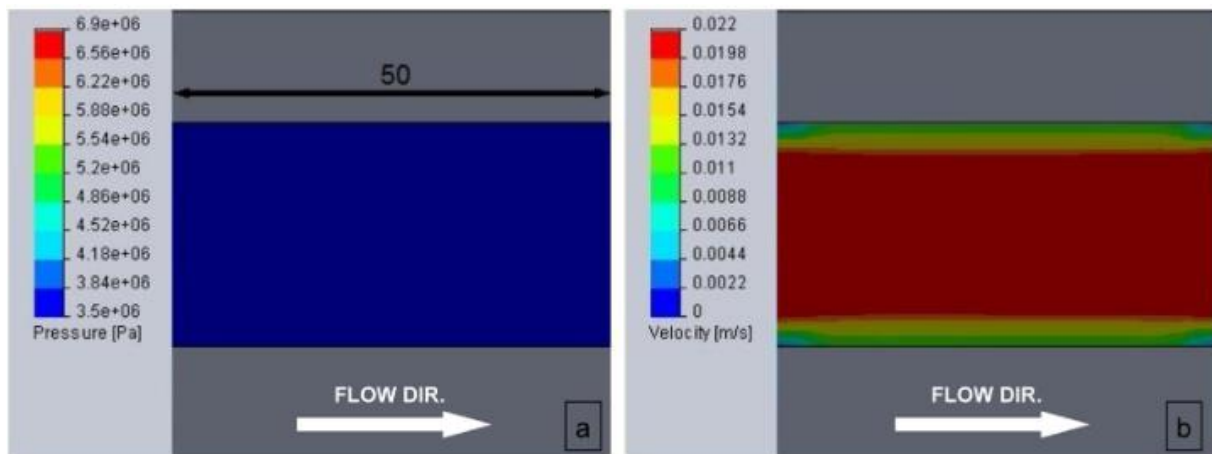 6.9e+06
6.56e+06
6.22e+06
5.88e+06
5.54e+06
5.2e+06
4.86e+06
4.52e+06
4.18e+06
3.84e+06
3.5e+06
Pressure [Pa]
50
FLOW DIR.
a
0.022
0.0198
0.0176
0.0154
0.0132
0.011
0.0088
0.0066
0.0044
0.0022
0
Velocity [m/s]
FLOW DIR.
b